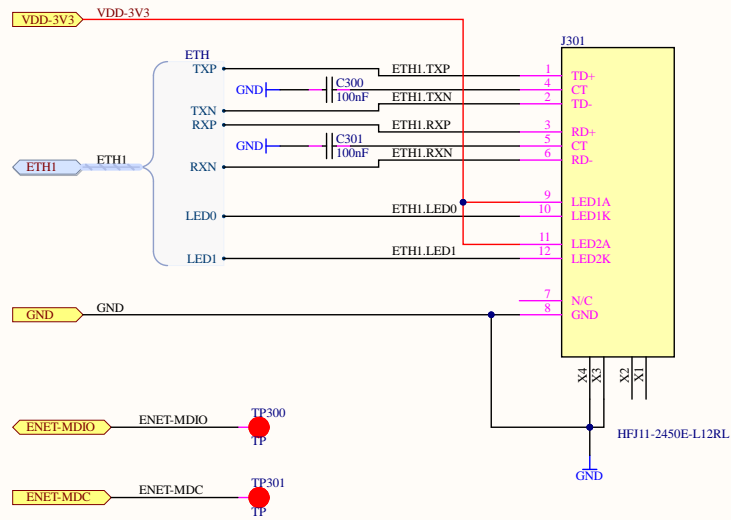 VDD-3V3
VDD-3V3
J301
ETH
TXP
ETH1.TXP
1
TD+
GND
C300
100nF
4
CT
TXN
ETH1.TXN
2
TD-
RXP
ETH1.RXP
3
RD+
GND
C301
100nF
5
CT
ETH1
ETH1
RXN
ETH1.RXN
6
RD-
9
LED1A
LED0
ETH1.LED0
10
LED1K
11
LED2A
LED1
ETH1.LED1
12
LED2K
7
N/C
GND
GND
8
GND
X4
X3
X2
X1
ENET-MDIO
ENET-MDIO
TP300
TP
HFJ11-2450E-L12RL
GND
ENET-MDC
ENET-MDC
TP301
TP